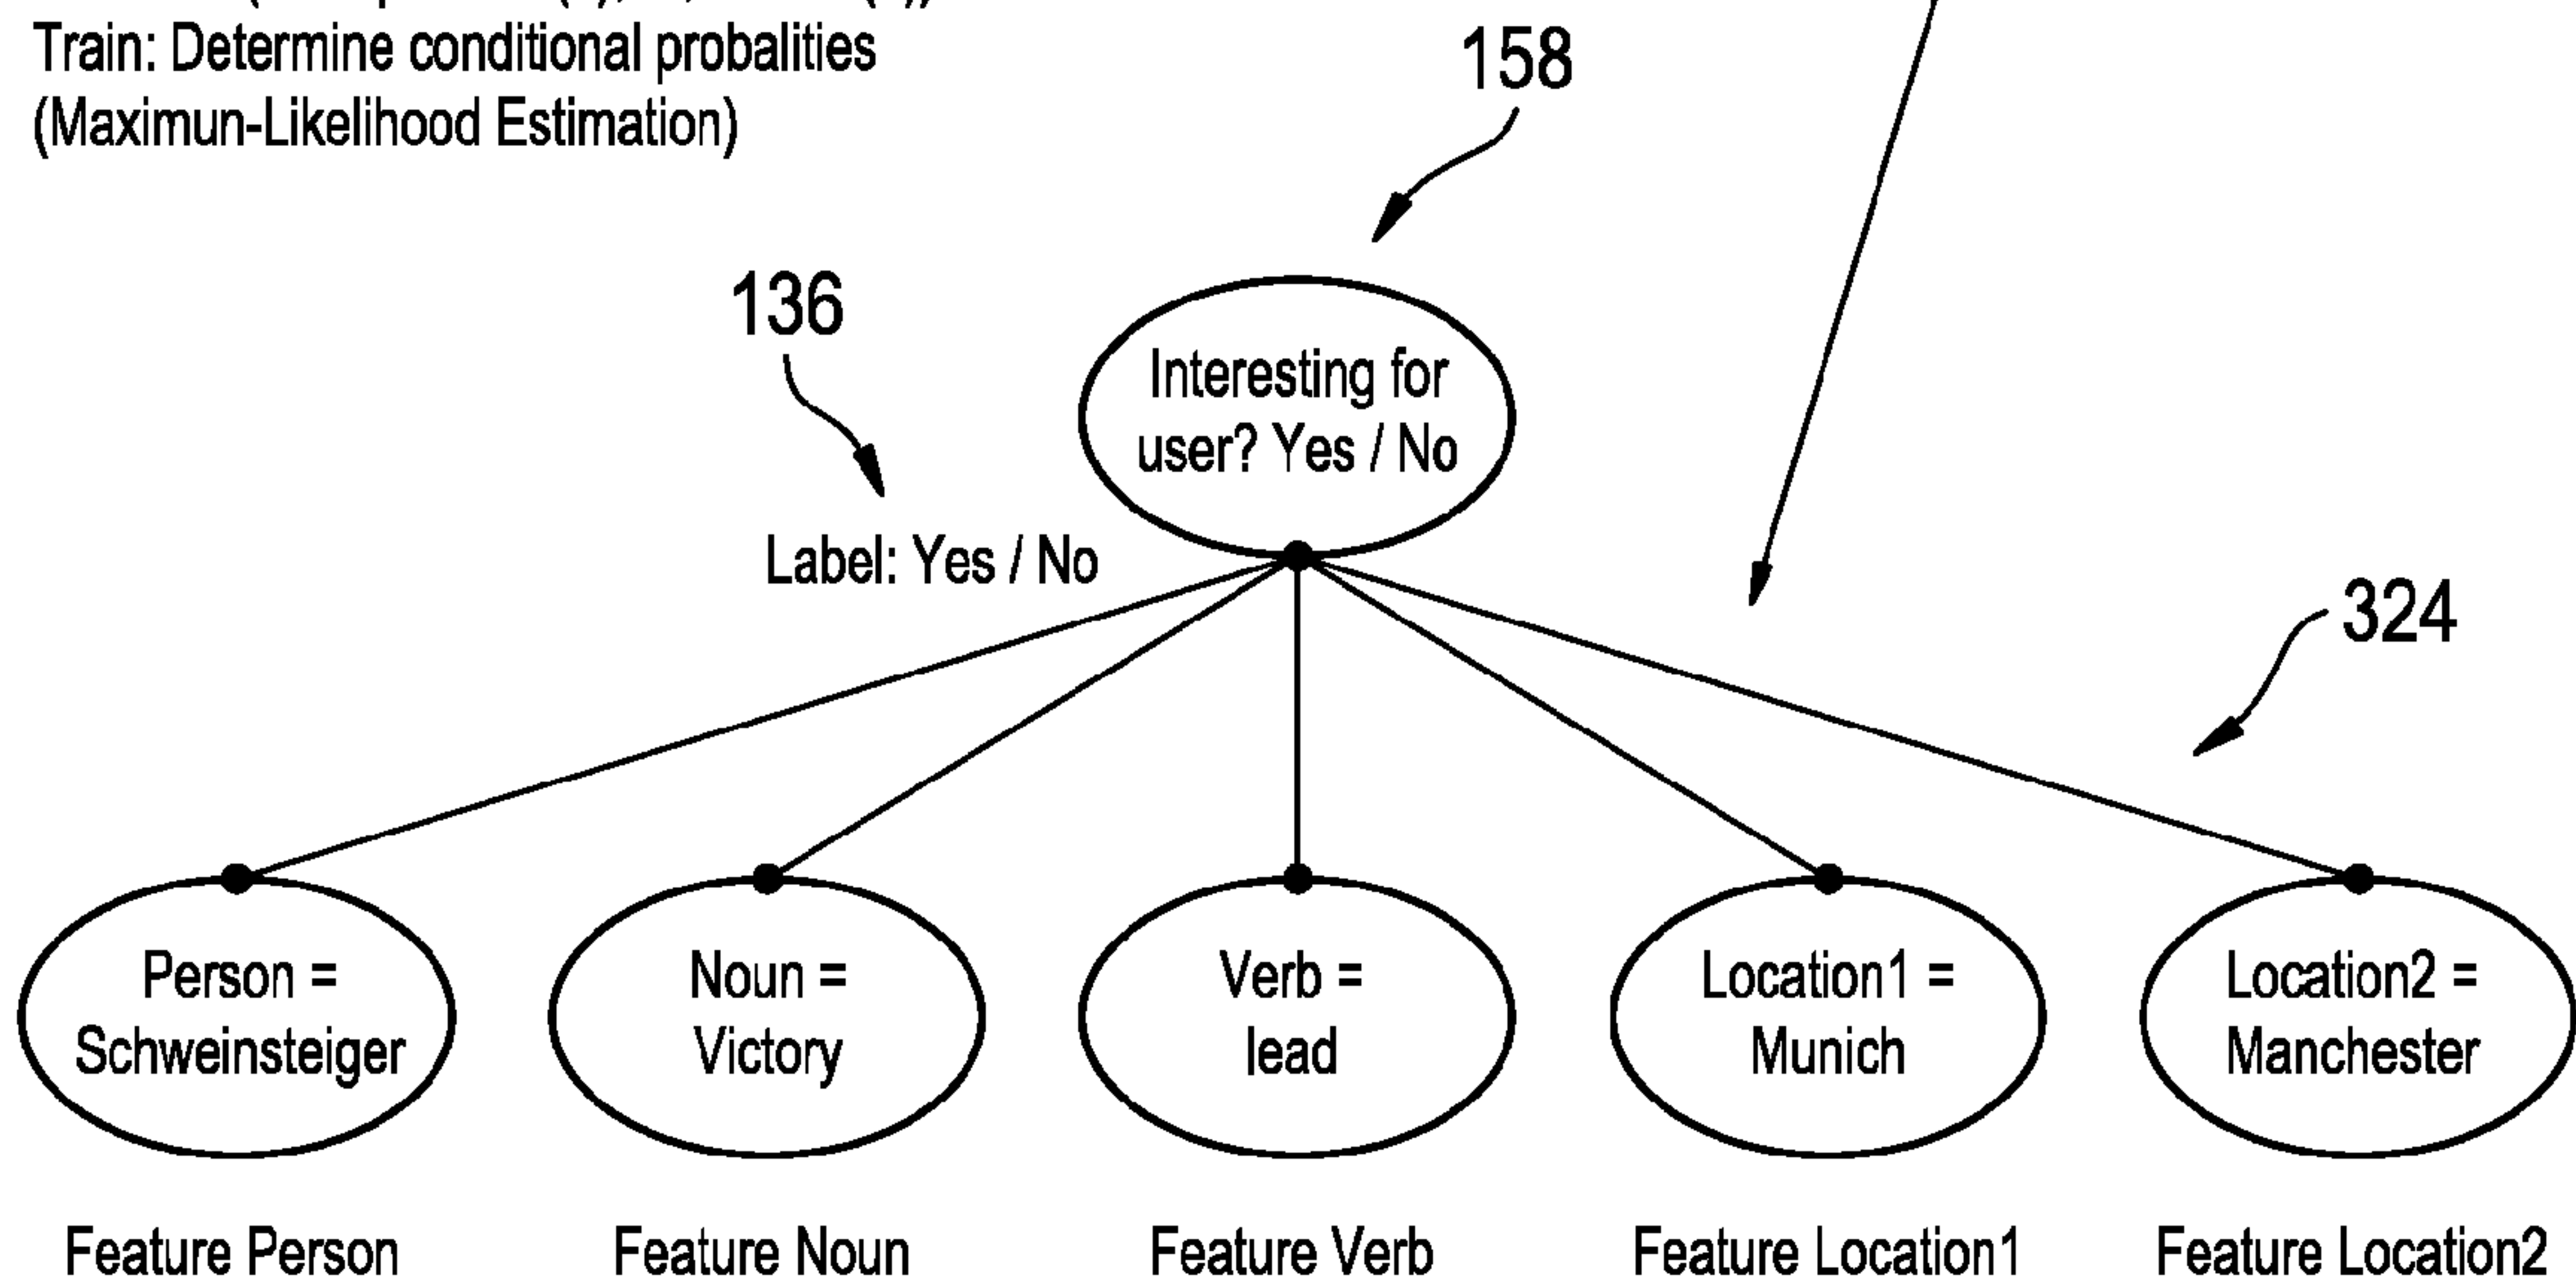 Train: Determine conditional probalities
(Maximun-Likelihood Estimation)
158
136
Interesting for
user? Yes / No
Label: Yes / No
324
Person =
Schweinsteiger
Noun =
Victory
Verb =
lead
Location1 =
Munich
Location2 =
Manchester
Feature Person
Feature Noun
Feature Verb
Feature Location1
Feature Location2